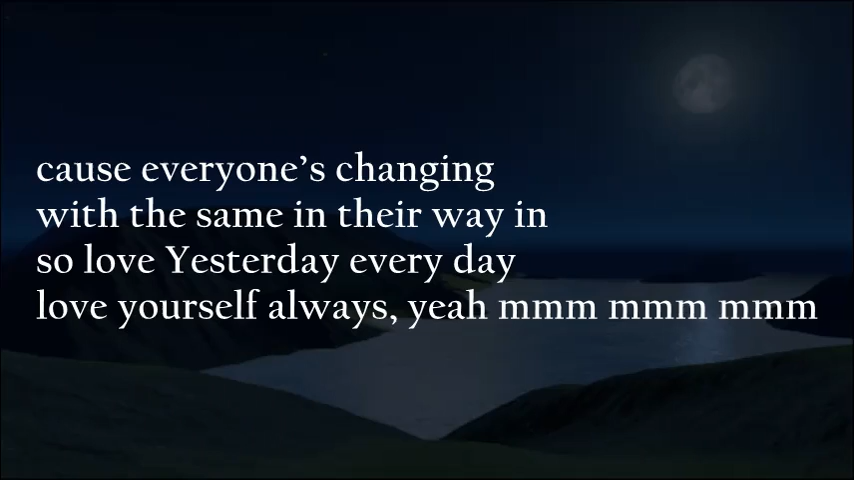 cause everyone's changing
with the same in their way in
so love Yesterday every day
love yourself always, yeah mmm mmm mmm